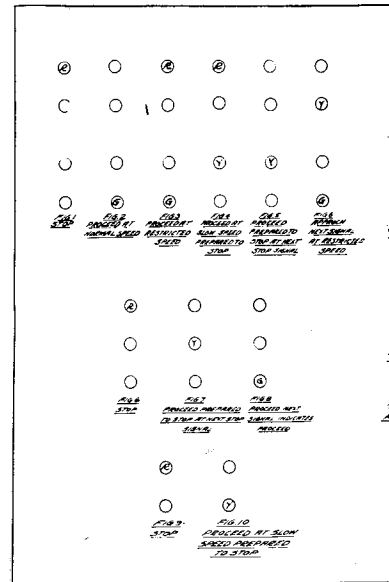 R R R
Y
Y Y
G G G
FIG.1 FIG.2 FIG.3 FIG.4 FIG.5 FIG.6
STOP PROCEED AT PROCEED AT PROCEED AT PROCEED APPROACH
NORMAL SPEED RESTRICTED SLOW SPEED PREPARED TO NEXT SIGNAL
SPEED PREPARED TO STOP AT NEXT AT RESTRICTED
STOP STOP SIGNAL SPEED
R
Y
G
FIG.6 FIG.7 FIG.8
STOP PROCEED PREPARED PROCEED NEXT
TO STOP AT NEXT STOP SIGNAL INDICATES
SIGNAL PROCEED
R
Y
FIG.9 FIG.10
STOP PROCEED AT SLOW
SPEED PREPARED
TO STOP